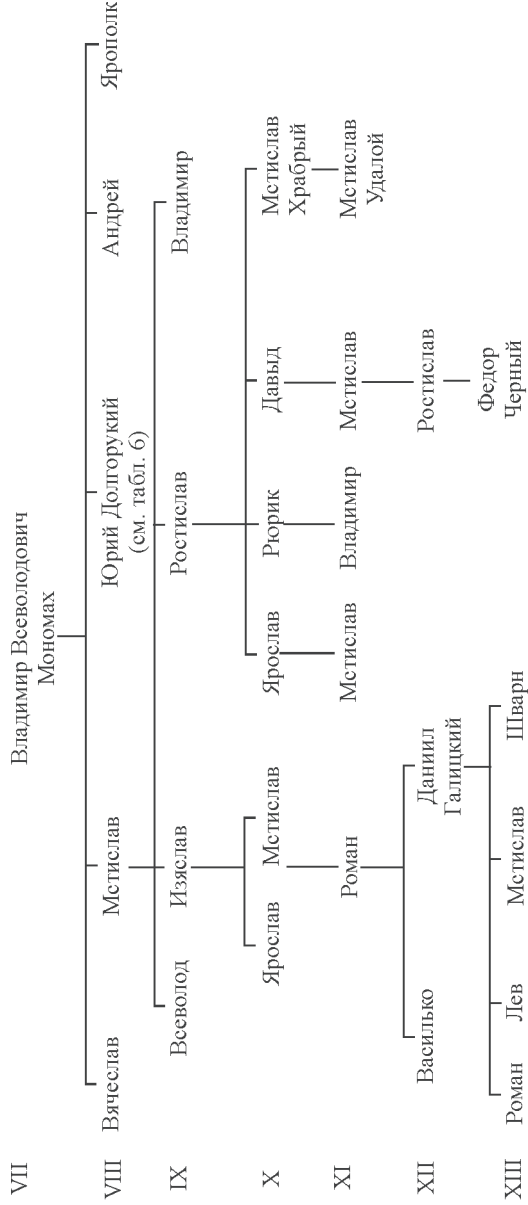 VII
Владимир Всеволодович
Мономах
VIII
Вячеслав
Мстислав
Юрий Долгорукий
(см. табл. 6)
Андрей
Ярополк
IX
Всеволод
Изяслав
Ростислав
Владимир
X
Ярослав
Мстислав
Ярослав
Рюрик
Давыд
Мстислав
Храбрый
XI
Роман
Мстислав
Владимир
Мстислав
Мстислав
Удалой
XII
Василько
Даниил
Галицкий
Ростислав
XIII
Роман
Лев
Мстислав
Шварн
Федор
Черный